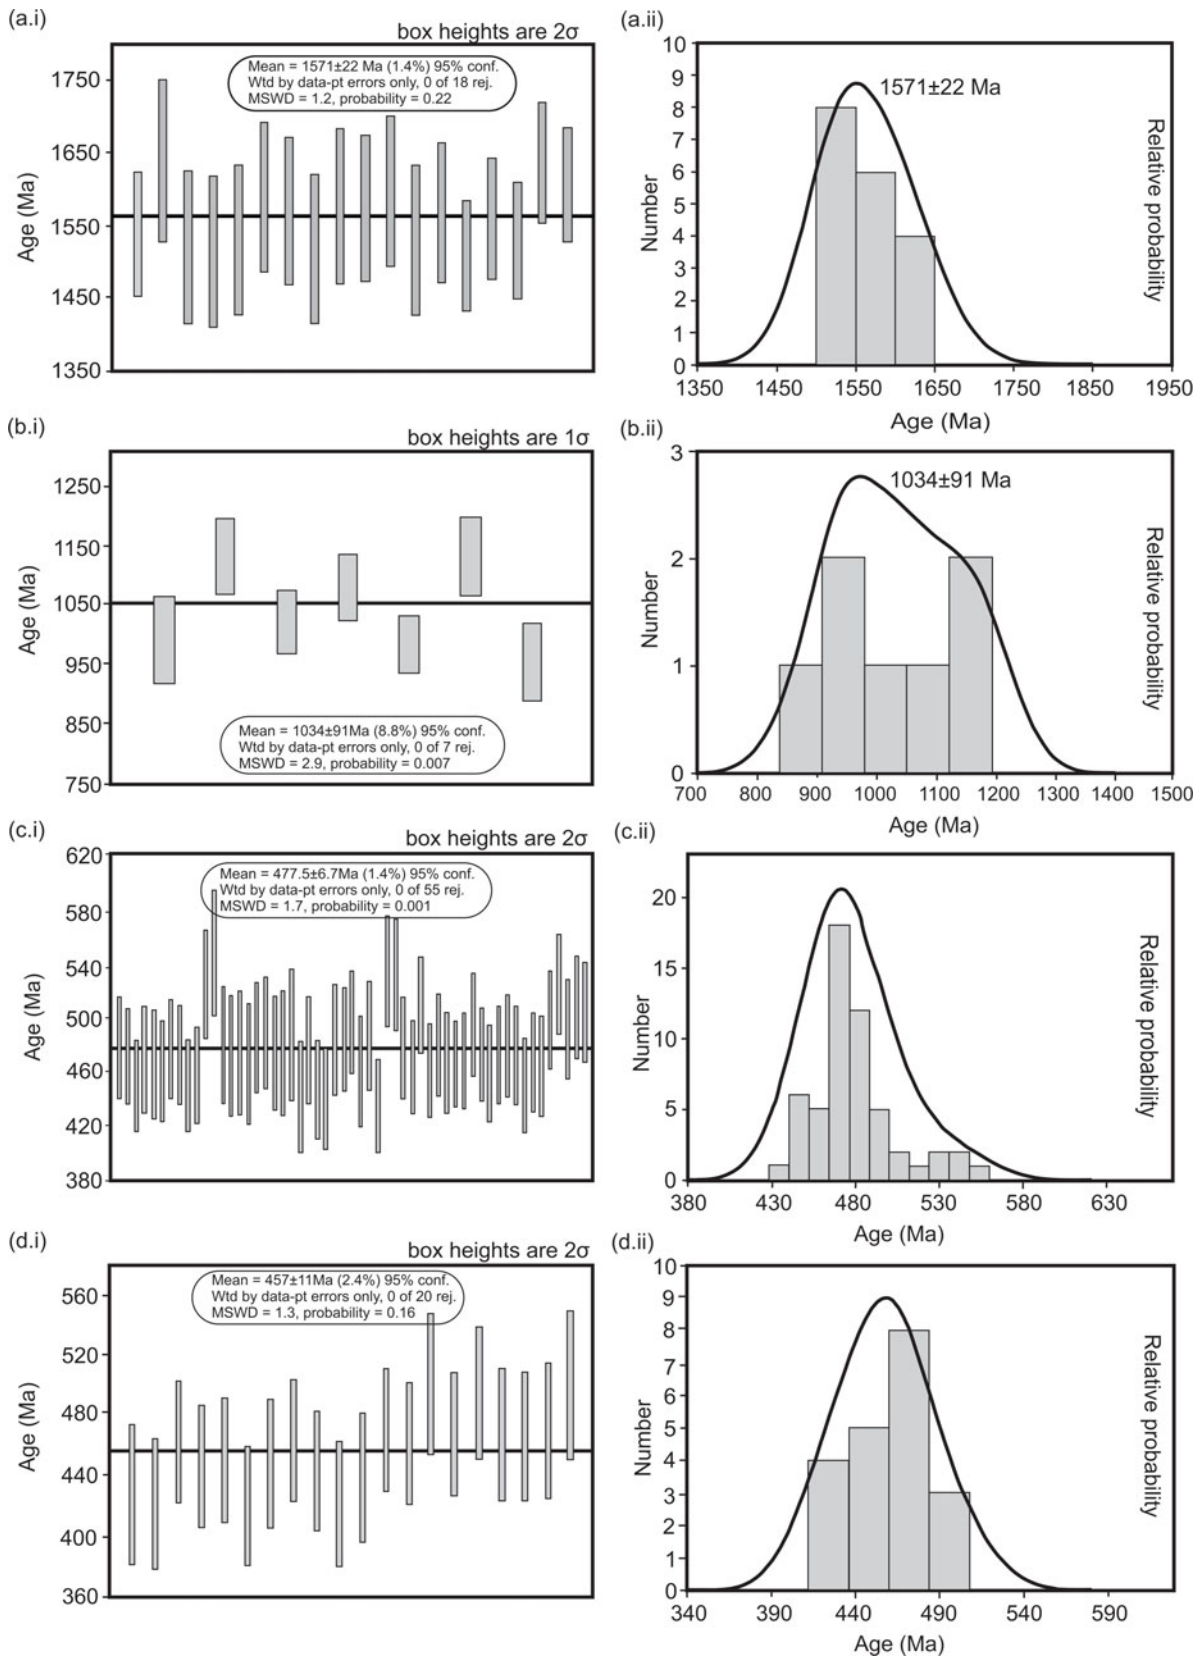 (a.i)
box heights are 2σ
Mean = 1571±22 Ma (1.4%) 95% conf.
Wtd by data-pt errors only, 0 of 18 rej.
MSWD = 1.2, probability = 0.22
Age (Ma)
1750
1650
1550
1450
1350
(a.ii)
1571±22 Ma
Number
Relative probability
10
9
8
7
6
5
4
3
2
1
0
1350 1450 1550 1650 1750 1850 1950
Age (Ma)
(b.i)
box heights are 1σ
Age (Ma)
1250
1150
1050
950
850
750
Mean = 1034±91Ma (8.8%) 95% conf.
Wtd by data-pt errors only, 0 of 7 rej.
MSWD = 2.9, probability = 0.007
(b.ii)
1034±91 Ma
Number
Relative probability
3
2
1
0
700 800 900 1000 1100 1200 1300 1400 1500
Age (Ma)
(c.i)
box heights are 2σ
Mean = 477.5±6.7Ma (1.4%) 95% conf.
Wtd by data-pt errors only, 0 of 55 rej.
MSWD = 1.7, probability = 0.001
Age (Ma)
620
580
540
500
460
420
380
(c.ii)
Number
Relative probability
20
15
10
5
0
380 430 480 530 580 630
Age (Ma)
(d.i)
box heights are 2σ
Mean = 457±11Ma (2.4%) 95% conf.
Wtd by data-pt errors only, 0 of 20 rej.
MSWD = 1.3, probability = 0.16
Age (Ma)
560
520
480
440
400
360
(d.ii)
Number
Relative probability
10
9
8
7
6
5
4
3
2
1
0
340 390 440 490 540 590
Age (Ma)